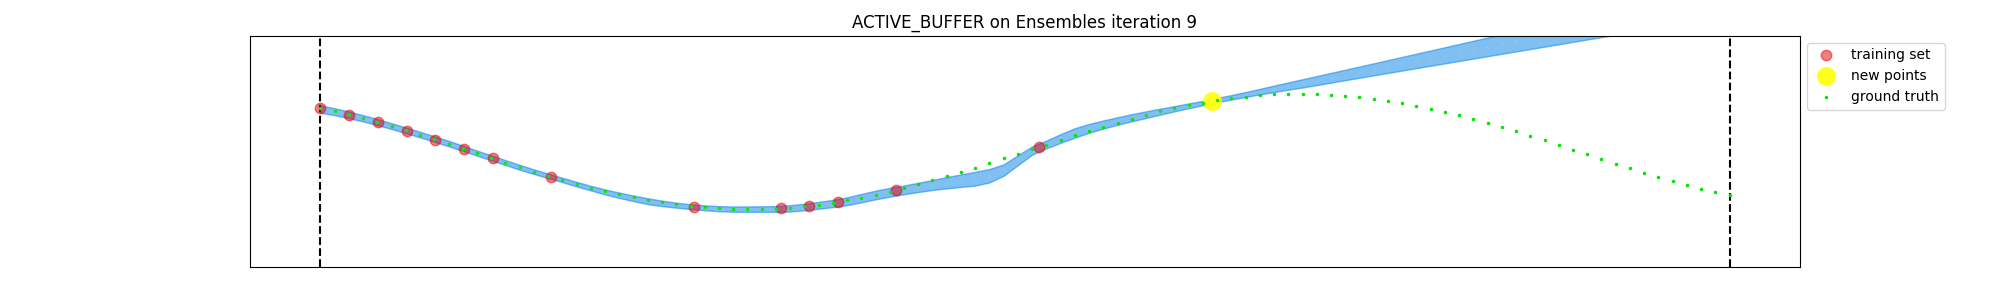 ACTIVE_BUFFER on Ensembles iteration 9
training set
new points
ground truth